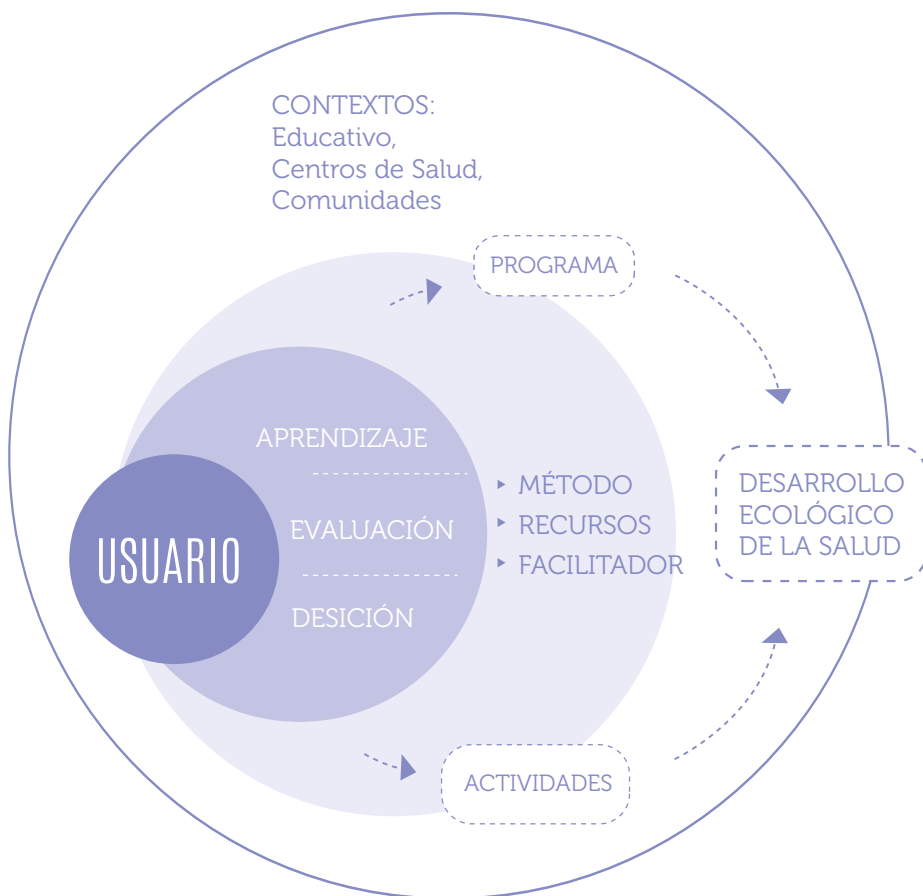 CONTEXTOS:
Educativo,
Centros de Salud,
Comunidades
PROGRAMA
APRENDIZAJE
EVALUACIÓN
DESICIÓN
USUARIO
MÉTODO
RECURSOS
FACILITADOR
DESARROLLO
ECOLÓGICO
DE LA SALUD
ACTIVIDADES